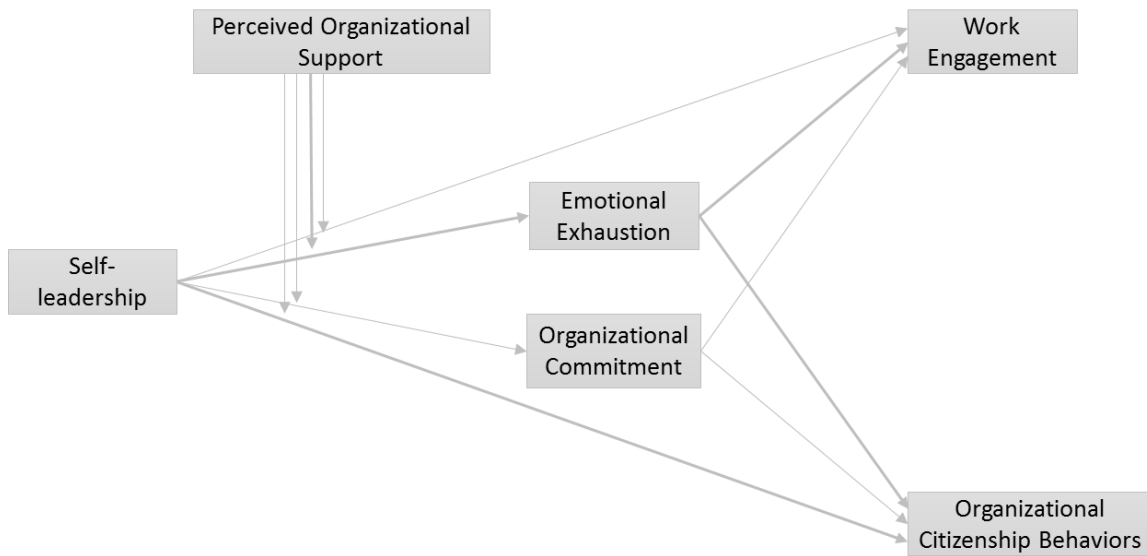 Perceived Organizational
Support
Work
Engagement
Emotional
Exhaustion
Self-
leadership
Organizational
Commitment
Organizational
Citizenship Behaviors